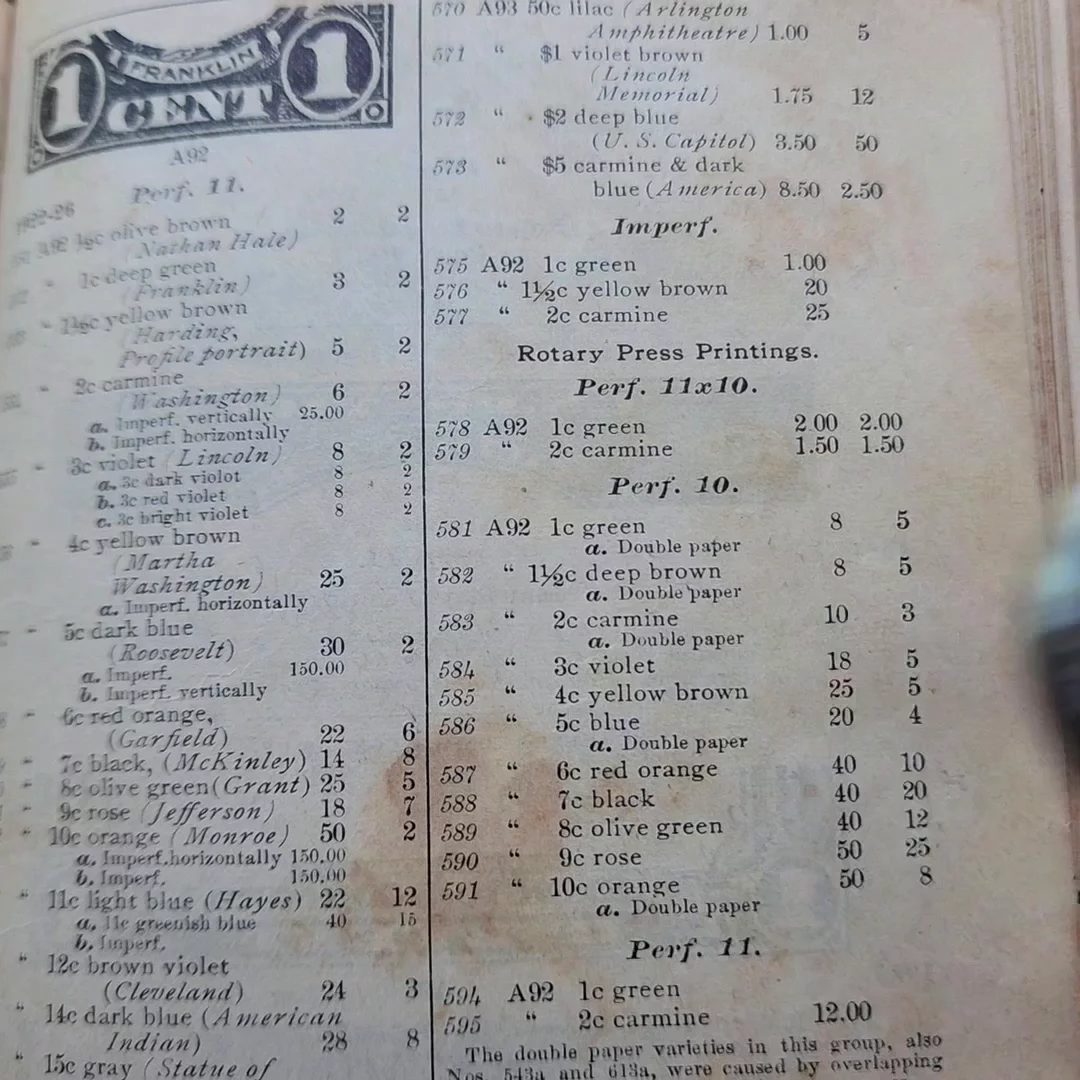 1 FRANKLIN 1
CENT
A92
Perf. 11.
1922-26
A92 ½c olive brown 2 2
Nathan Hale)
" 1c deep green
(Franklin) 3 2
" 1½c yellow brown
(Harding,
Profile portrait) 5 2
" 2c carmine
(Washington) 6 2
a. Imperf. vertically 25.00
b. Imperf. horizontally
" 3c violet (Lincoln) 8 2
a. 3c dark violot 8 2
b. 3c red violet 8 2
c. 3c bright violet 8 2
" 4c yellow brown
(Martha
Washington) 25 2
a. Imperf. horizontally
" 5c dark blue
(Roosevelt) 30 2
a. Imperf. 150.00
b. Imperf. vertically
" 6c red orange,
(Garfield) 22 6
" 7c black, (McKinley) 14 8
" 8c olive green (Grant) 25 5
" 9c rose (Jefferson) 18 7
" 10c orange (Monroe) 50 2
a. Imperf. horizontally 150.00
b. Imperf. 150.00
" 11c light blue (Hayes) 22 12
a. 11c greenish blue 40 15
b. Imperf.
" 12c brown violet
(Cleveland) 24 3
" 14c dark blue (American
Indian) 28 8
" 15c gray (Statue of
570 A93 50c lilac (Arlington
Amphitheatre) 1.00 5
571 " $1 violet brown
(Lincoln
Memorial) 1.75 12
572 " $2 deep blue
(U. S. Capitol) 3.50 50
573 " $5 carmine & dark
blue (America) 8.50 2.50
Imperf.
575 A92 1c green 1.00
576 " 1½c yellow brown 20
577 " 2c carmine 25
Rotary Press Printings.
Perf. 11x10.
578 A92 1c green 2.00 2.00
579 " 2c carmine 1.50 1.50
Perf. 10.
581 A92 1c green 8 5
a. Double paper
582 " 1½c deep brown 8 5
a. Double paper
583 " 2c carmine 10 3
a. Double paper
584 " 3c violet 18 5
585 " 4c yellow brown 25 5
586 " 5c blue 20 4
a. Double paper
587 " 6c red orange 40 10
588 " 7c black 40 20
589 " 8c olive green 40 12
590 " 9c rose 50 25
591 " 10c orange 50 8
a. Double paper
Perf. 11.
594 A92 1c green
595 " 2c carmine 12.00
The double paper varieties in this group, also
Nos. 543a and 613a, were caused by overlapping